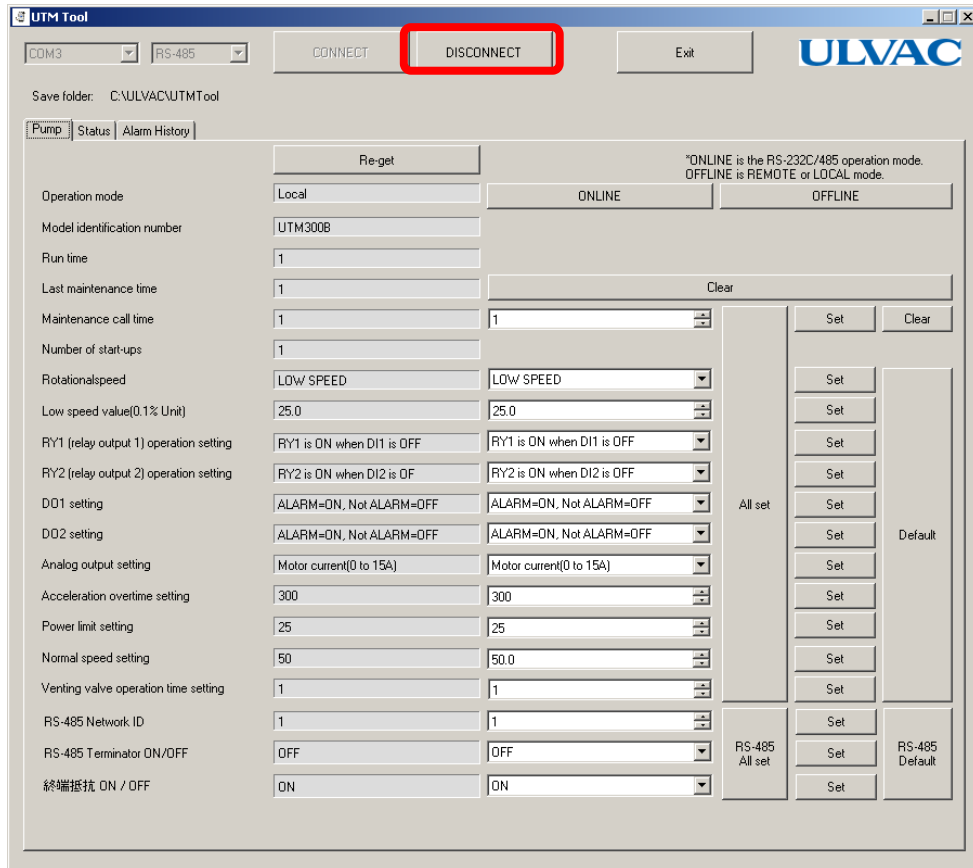 UTM Tool
COM3 RS-485 CONNECT DISCONNECT Exit ULVAC
Save folder: C:\ULVAC\UTMTool
Pump Status Alarm History
Re-get
*ONLINE is the RS-232C/485 operation mode.
OFFLINE is REMOTE or LOCAL mode.
Operation mode Local ONLINE OFFLINE
Model identification number UTM300B
Run time 1
Last maintenance time 1 Clear
Maintenance call time 1 1 Set Clear
Number of start-ups 1
Rotationalspeed LOW SPEED LOW SPEED Set
Low speed value(0.1% Unit) 25.0 25.0 Set
RY1 (relay output 1) operation setting RY1 is ON when DI1 is OFF RY1 is ON when DI1 is OFF Set
RY2 (relay output 2) operation setting RY2 is ON when DI2 is OF RY2 is ON when DI2 is OFF Set
DO1 setting ALARM=ON, Not ALARM=OFF ALARM=ON, Not ALARM=OFF All set Set
DO2 setting ALARM=ON, Not ALARM=OFF ALARM=ON, Not ALARM=OFF Set Default
Analog output setting Motor current(0 to 15A) Motor current(0 to 15A) Set
Acceleration overtime setting 300 300 Set
Power limit setting 25 25 Set
Normal speed setting 50 50.0 Set
Venting valve operation time setting 1 1 Set
RS-485 Network ID 1 1 Set
RS-485 Terminator ON/OFF OFF OFF RS-485 All set Set RS-485 Default
終端抵抗 ON / OFF ON ON Set